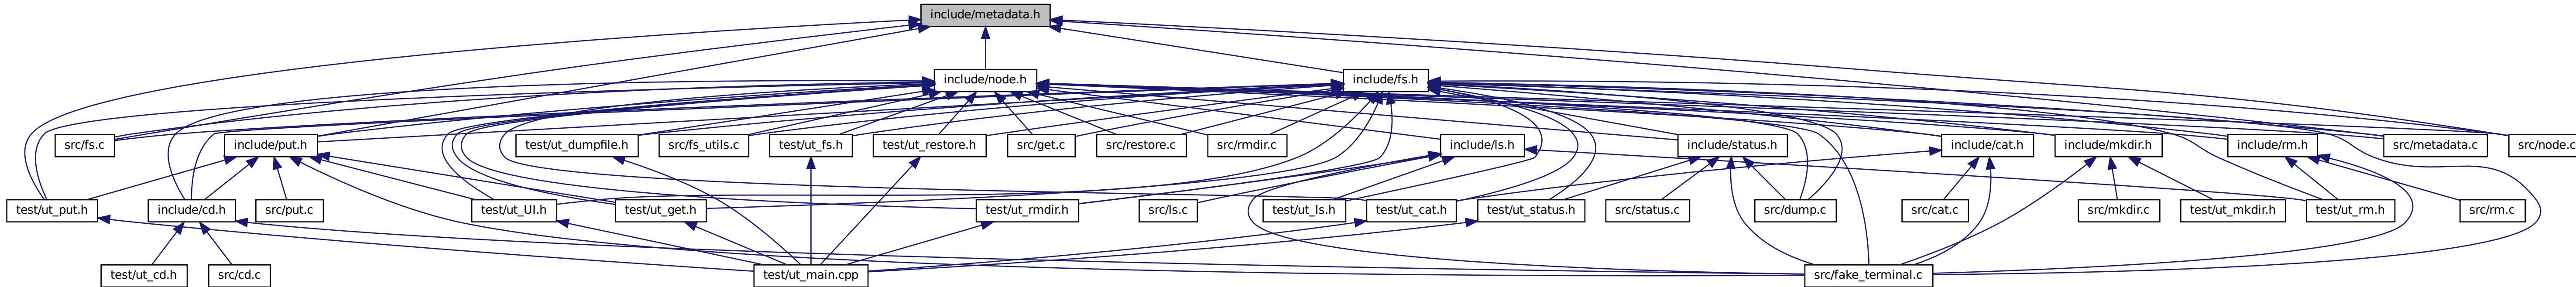 include/metadata.h
include/node.h
include/fs.h
src/fs.c
include/put.h
test/ut_dumpfile.h
src/fs_utils.c
test/ut_fs.h
test/ut_restore.h
src/get.c
src/restore.c
src/rmdir.c
include/ls.h
include/status.h
include/cat.h
include/mkdir.h
include/rm.h
src/metadata.c
src/node.c
test/ut_put.h
include/cd.h
src/put.c
test/ut_UI.h
test/ut_get.h
test/ut_rmdir.h
src/ls.c
test/ut_ls.h
test/ut_cat.h
test/ut_status.h
src/status.c
src/dump.c
src/cat.c
src/mkdir.c
test/ut_mkdir.h
test/ut_rm.h
src/rm.c
test/ut_cd.h
src/cd.c
test/ut_main.cpp
src/fake_terminal.c